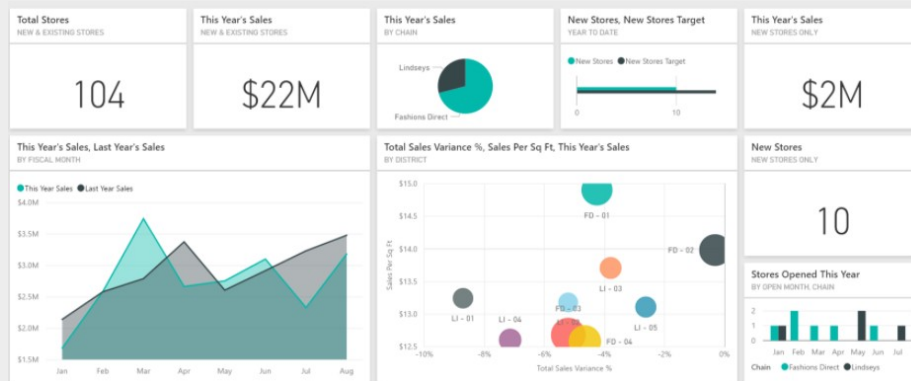 Total Stores
NEW & EXISTING STORES
104
This Year's Sales
NEW & EXISTING STORES
$22M
This Year's Sales
BY CHAIN
Lindseys
Fashions Direct
New Stores, New Stores Target
YEAR TO DATE
New Stores New Stores Target
0 10
This Year's Sales
NEW STORES ONLY
$2M
This Year's Sales, Last Year's Sales
BY FISCAL MONTH
This Year Sales Last Year Sales
$4.0M
$3.5M
$3.0M
$2.5M
$2.0M
$1.5M
Jan Feb Mar Apr May Jun Jul Aug
Total Sales Variance %, Sales Per Sq Ft, This Year's Sales
BY DISTRICT
Sales Per Sq Ft
$15.0
$14.5
$14.0
$13.5
$13.0
$12.5
FD - 01
FD - 02
LI - 03
LI - 01
FD - 03
LI - 05
LI - 04
FD - 04
-10% -8% -6% -4% -2% 0%
Total Sales Variance %
New Stores
NEW STORES ONLY
10
Stores Opened This Year
BY OPEN MONTH, CHAIN
2
1
0
Jan Feb Mar Apr May Jun Jul
Chain Fashions Direct Lindseys